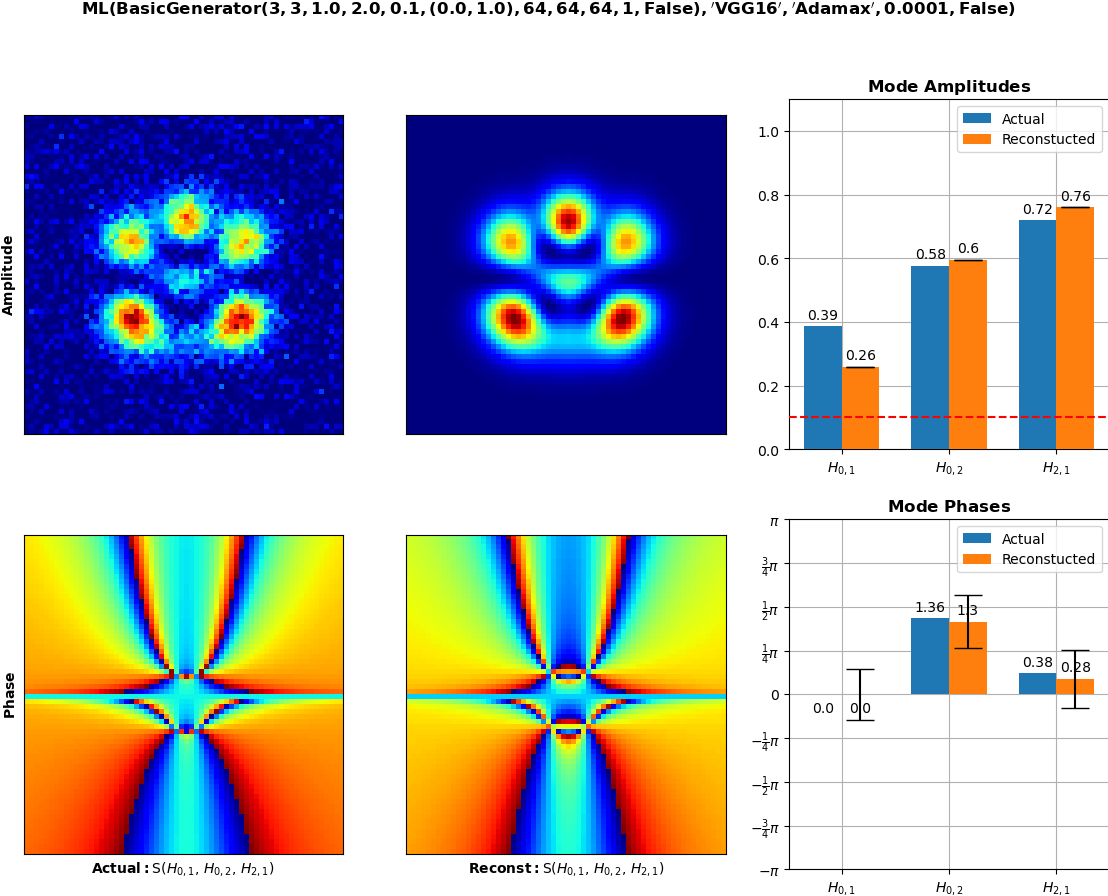 ML(BasicGenerator(3, 3, 1.0, 2.0, 0.1, (0.0, 1.0), 64, 64, 64, 1, False), ′VGG16′, ′Adamax′, 0.0001, False)
Amplitude
Mode Amplitudes
Actual
Reconstucted
1.0
0.8
0.6
0.4
0.2
0.0
0.39
0.26
0.58
0.6
0.72
0.76
H0, 1
H0, 2
H2, 1
Phase
Actual: S(H0, 1, H0, 2, H2, 1)
Reconst: S(H0, 1, H0, 2, H2, 1)
Mode Phases
Actual
Reconstucted
π
3/4π
1/2π
1/4π
0
−1/4π
−1/2π
−3/4π
−π
0.0
0.0
1.36
1.3
0.38
0.28
H0, 1
H0, 2
H2, 1